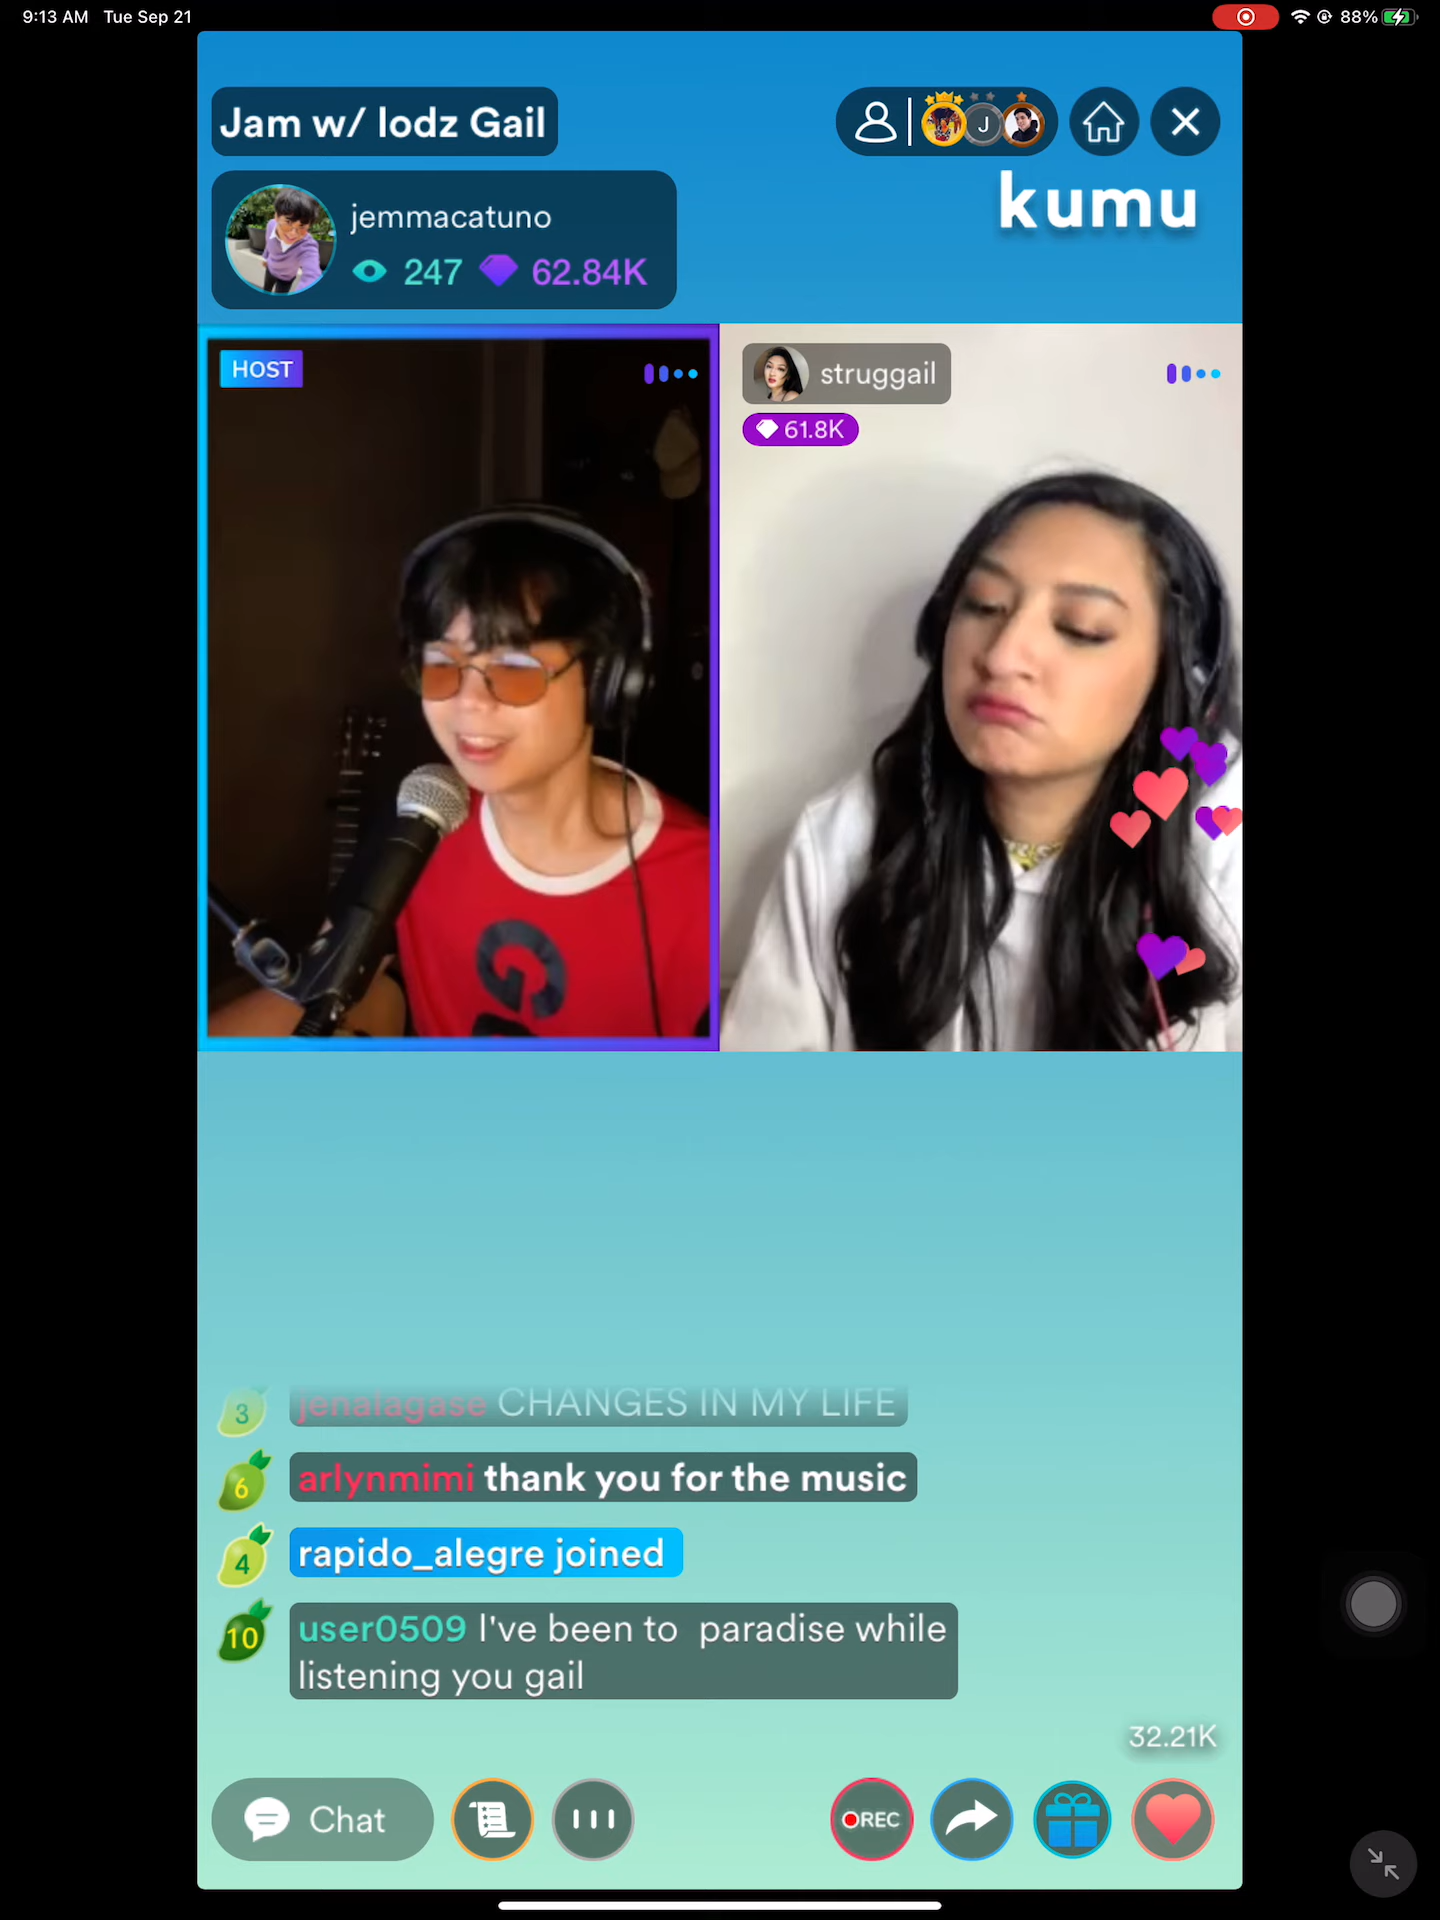 9:13 AM Tue Sep 21
88%
Jam w/ lodz Gail
J
kumu
jemmacatuno
247 62.84K
HOST
struggail
61.8K
G
3 jenalagase CHANGES IN MY LIFE
6 arlynmimi thank you for the music
4 rapido_alegre joined
10 user0509 I've been to  paradise while
listening you gail
32.21K
Chat
REC